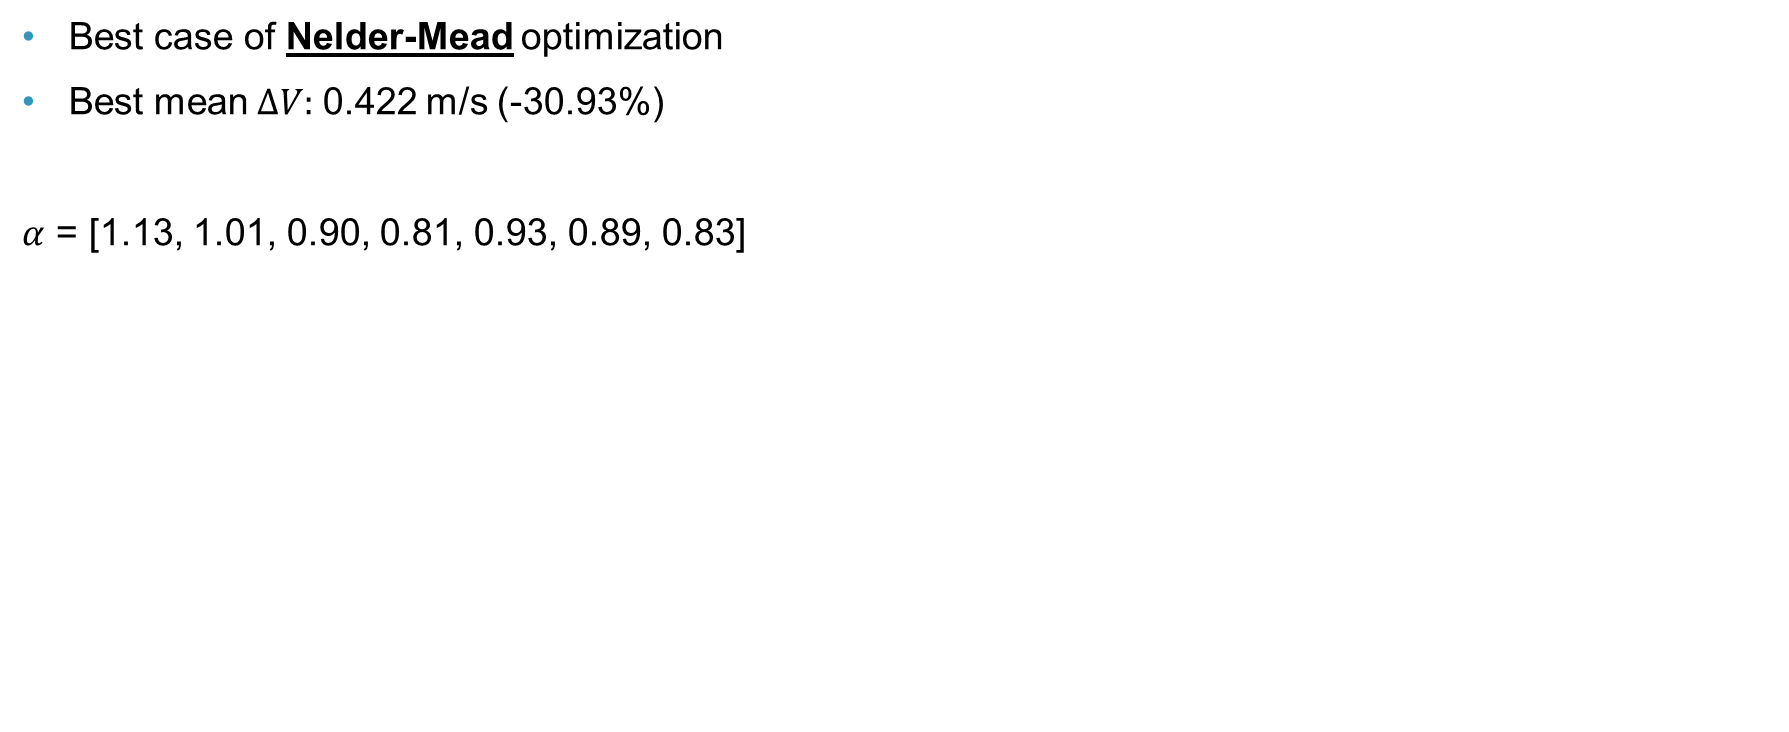 • Best case of Nelder-Mead optimization
• Best mean Δ𝑉: 0.422 m/s (-30.93%)
𝛼 = [1.13, 1.01, 0.90, 0.81, 0.93, 0.89, 0.83]